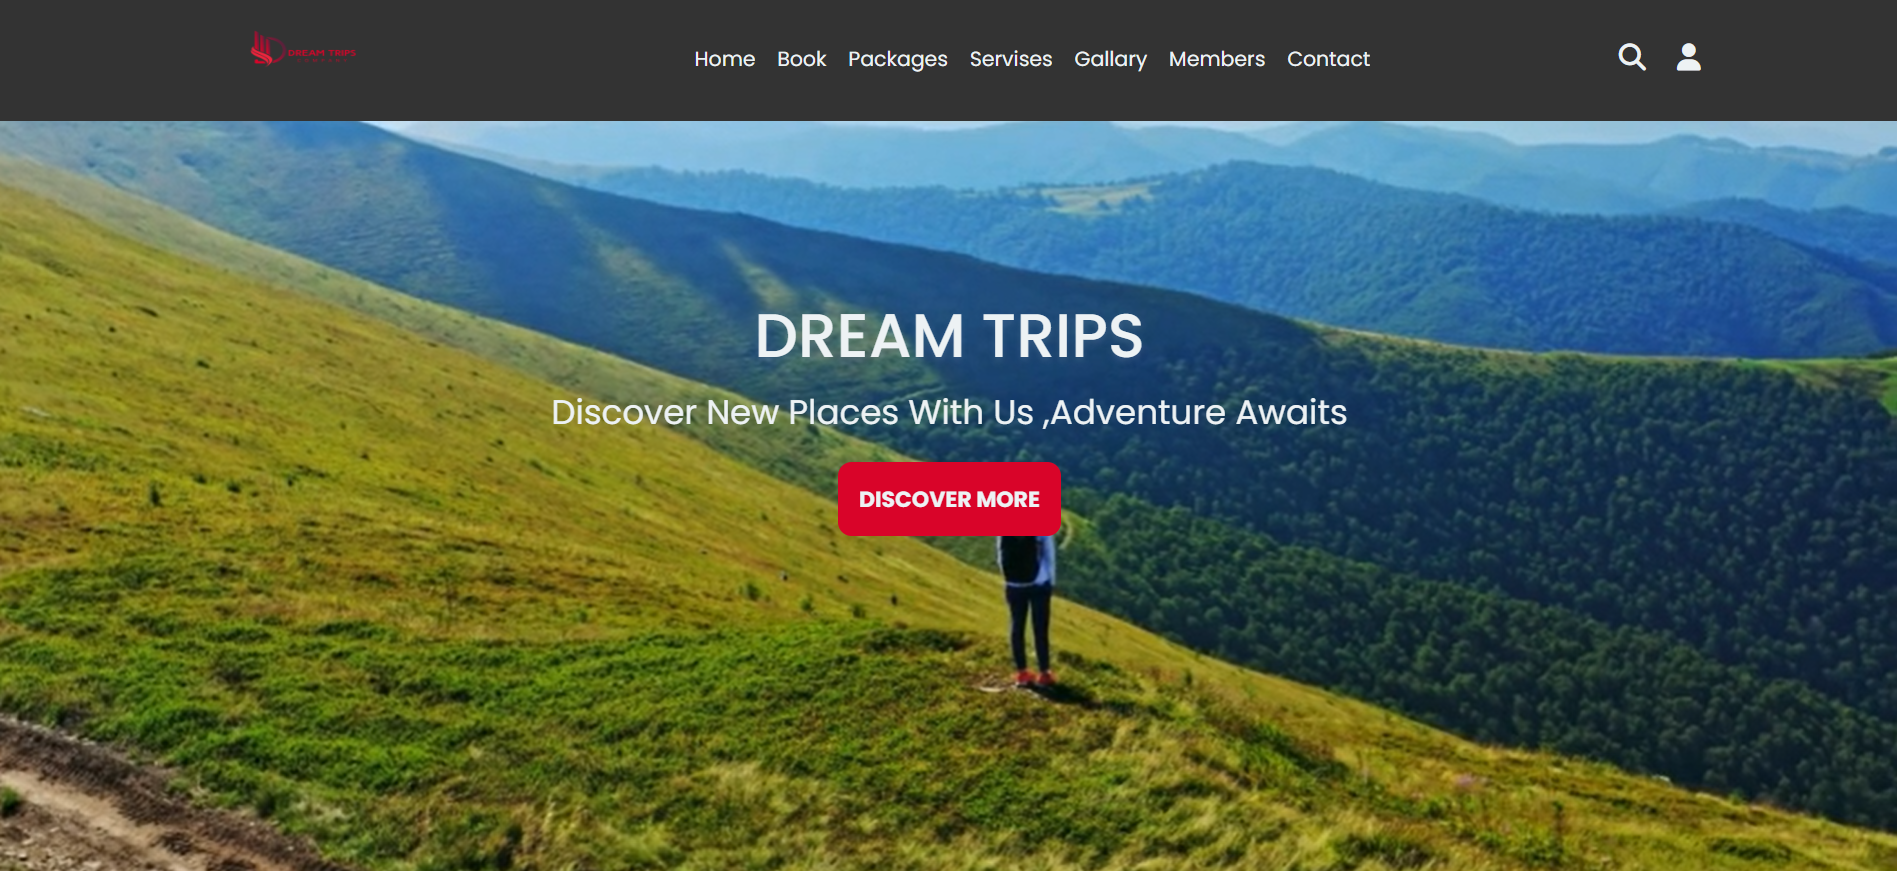 DREAM TRIPS
Home Book Packages Servises Gallary Members Contact
DREAM TRIPS
Discover New Places With Us ,Adventure Awaits
DISCOVER MORE